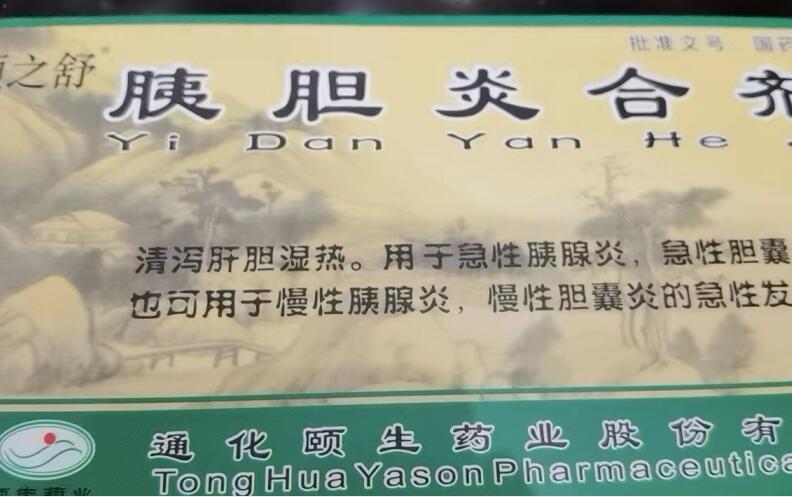 批准文号 国药
之舒®
胰胆炎合剂
Yi Dan Yan He
清泻肝胆湿热。用于急性胰腺炎，急性胆囊
也可用于慢性胰腺炎，慢性胆囊炎的急性发
通化颐生药业股份有
Tong Hua Yason Pharmaceutica